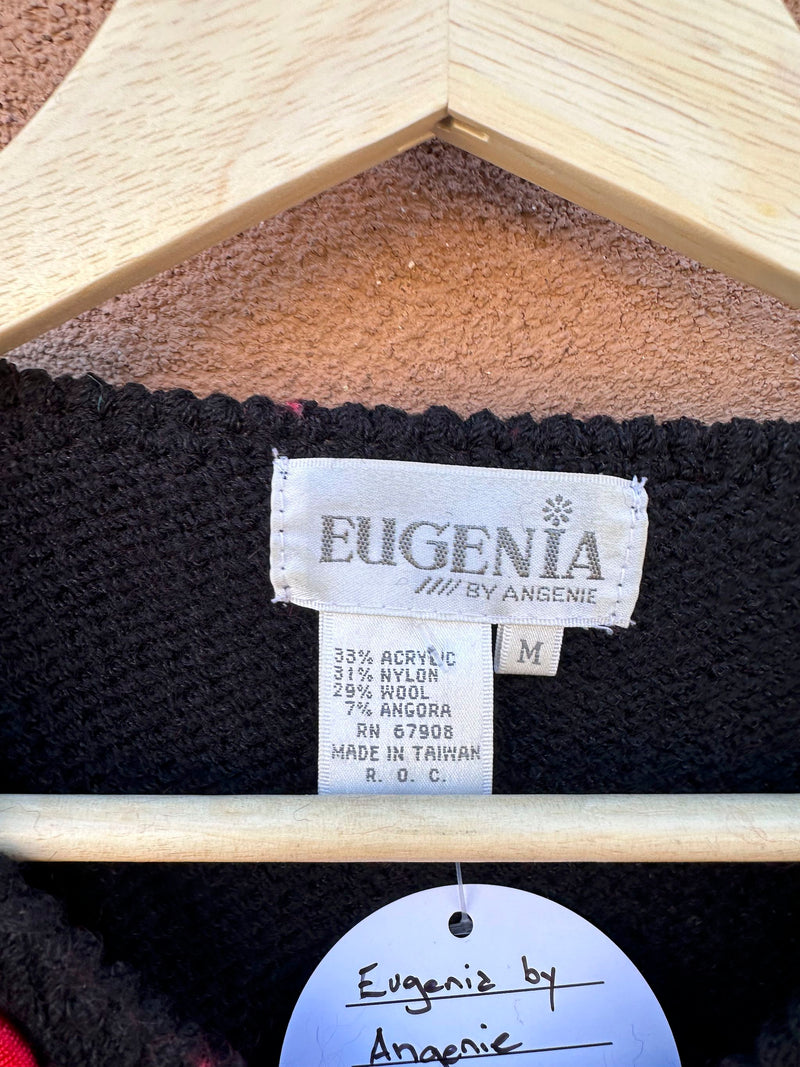 EUGENIA
///// BY ANGENIE
33% ACRYLIC
31% NYLON
29% WOOL
7% ANGORA
RN 67908
MADE IN TAIWAN
R. O. C.
M
Eugenia by
Angenie